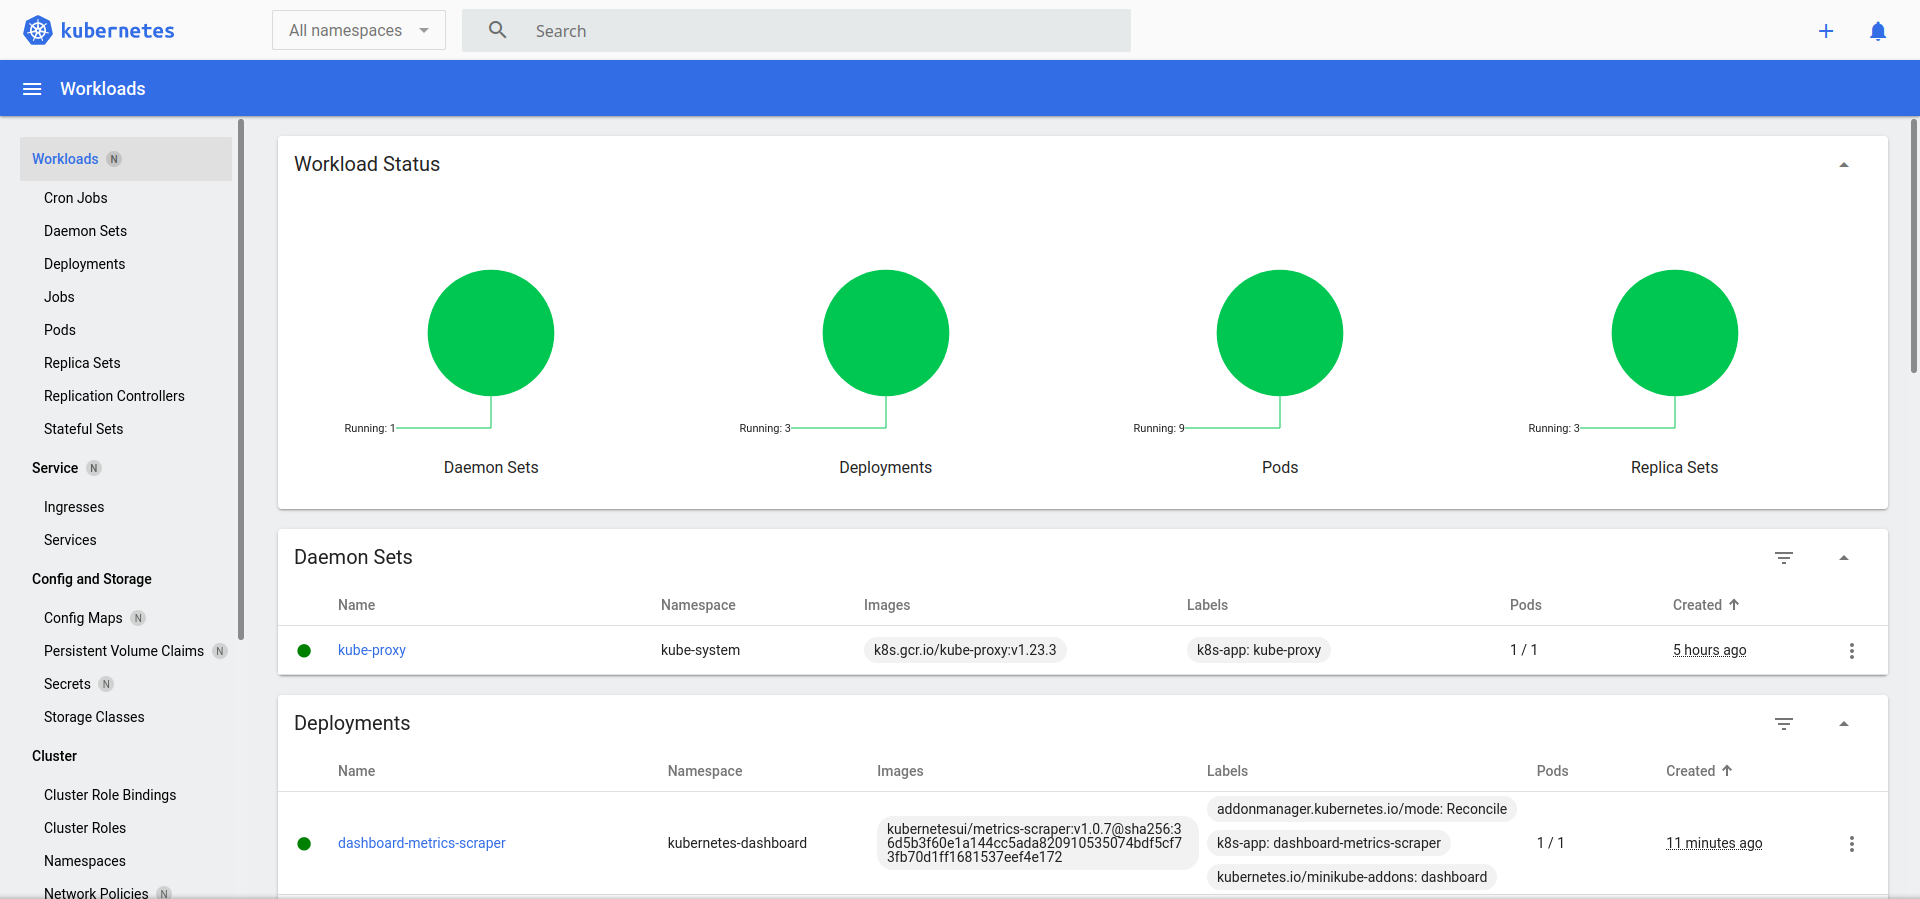 kubernetes
All namespaces
Search
Workloads
Workloads N
Cron Jobs
Daemon Sets
Deployments
Jobs
Pods
Replica Sets
Replication Controllers
Stateful Sets
Service N
Ingresses
Services
Config and Storage
Config Maps N
Persistent Volume Claims N
Secrets N
Storage Classes
Cluster
Cluster Role Bindings
Cluster Roles
Namespaces
Network Policies N
Workload Status
Running: 1
Daemon Sets
Running: 3
Deployments
Running: 9
Pods
Running: 3
Replica Sets
Daemon Sets
Name Namespace Images Labels Pods Created
kube-proxy kube-system k8s.gcr.io/kube-proxy:v1.23.3 k8s-app: kube-proxy 1 / 1 5 hours ago
Deployments
Name Namespace Images Labels Pods Created
dashboard-metrics-scraper
kubernetes-dashboard
kubernetesui/metrics-scraper:v1.0.7@sha256:3
6d5b3f60e1a144cc5ada820910535074bdf5cf7
3fb70d1ff1681537eef4e172
addonmanager.kubernetes.io/mode: Reconcile
k8s-app: dashboard-metrics-scraper
kubernetes.io/minikube-addons: dashboard
1 / 1
11 minutes ago